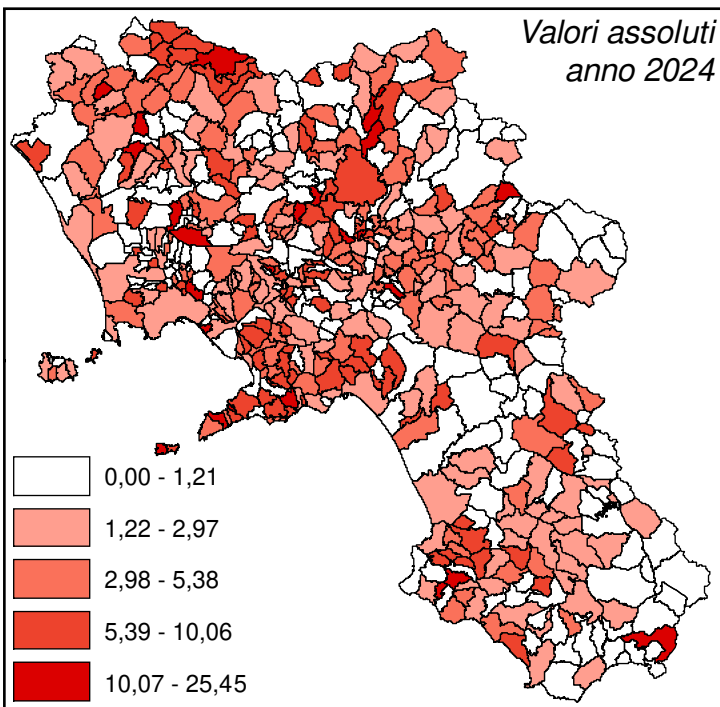 Valori assoluti
anno 2024
0,00 - 1,21
1,22 - 2,97
2,98 - 5,38
5,39 - 10,06
10,07 - 25,45